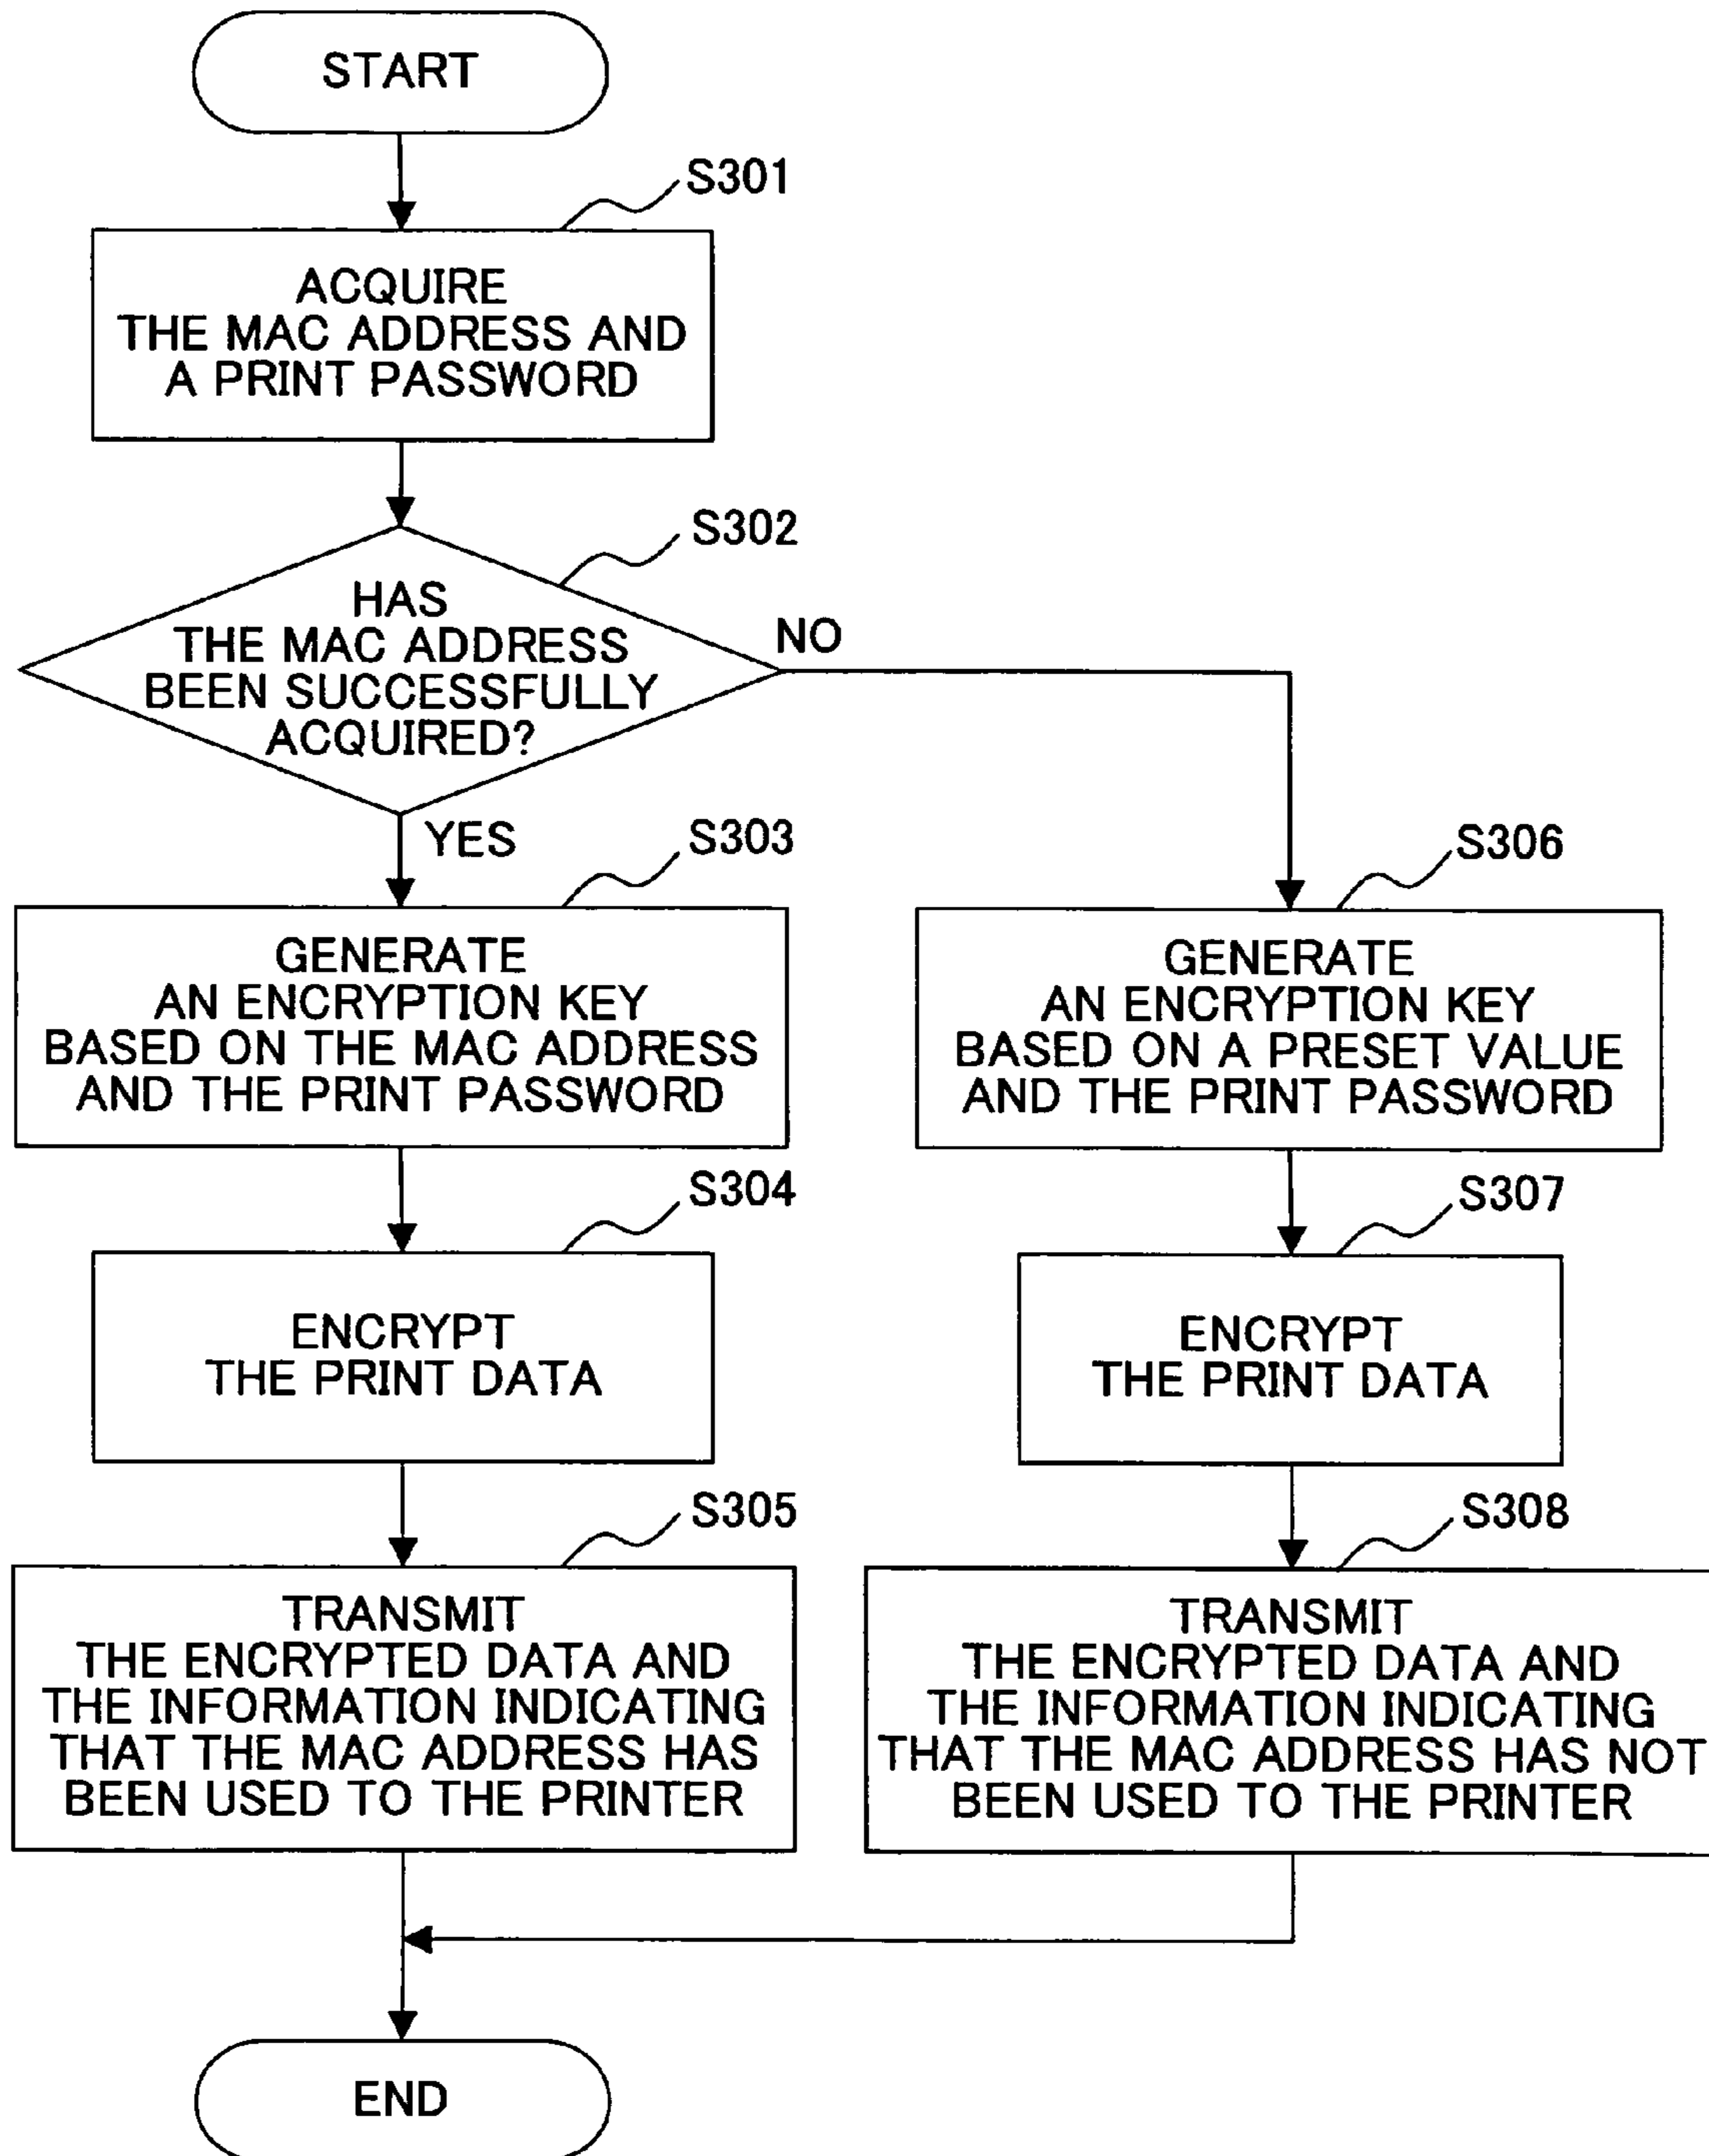 START
S301
ACQUIRE
THE MAC ADDRESS AND
A PRINT PASSWORD
S302
HAS
THE MAC ADDRESS
BEEN SUCCESSFULLY
ACQUIRED?
NO
YES
S303
GENERATE
AN ENCRYPTION KEY
BASED ON THE MAC ADDRESS
AND THE PRINT PASSWORD
S304
ENCRYPT
THE PRINT DATA
S305
TRANSMIT
THE ENCRYPTED DATA AND
THE INFORMATION INDICATING
THAT THE MAC ADDRESS HAS
BEEN USED TO THE PRINTER
S306
GENERATE
AN ENCRYPTION KEY
BASED ON A PRESET VALUE
AND THE PRINT PASSWORD
S307
ENCRYPT
THE PRINT DATA
S308
TRANSMIT
THE ENCRYPTED DATA AND
THE INFORMATION INDICATING
THAT THE MAC ADDRESS HAS NOT
BEEN USED TO THE PRINTER
END